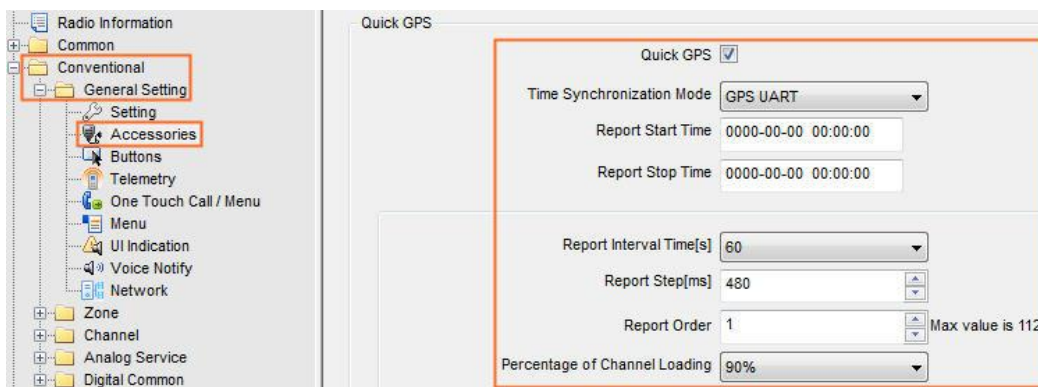 Radio Information
Common
Conventional
General Setting
Setting
Accessories
Buttons
Telemetry
One Touch Call / Menu
Menu
UI Indication
Voice Notify
Network
Zone
Channel
Analog Service
Digital Common
Quick GPS
Quick GPS
Time Synchronization Mode GPS UART
Report Start Time 0000-00-00 00:00:00
Report Stop Time 0000-00-00 00:00:00
Report Interval Time[s] 60
Report Step[ms] 480
Report Order 1 Max value is 112
Percentage of Channel Loading 90%